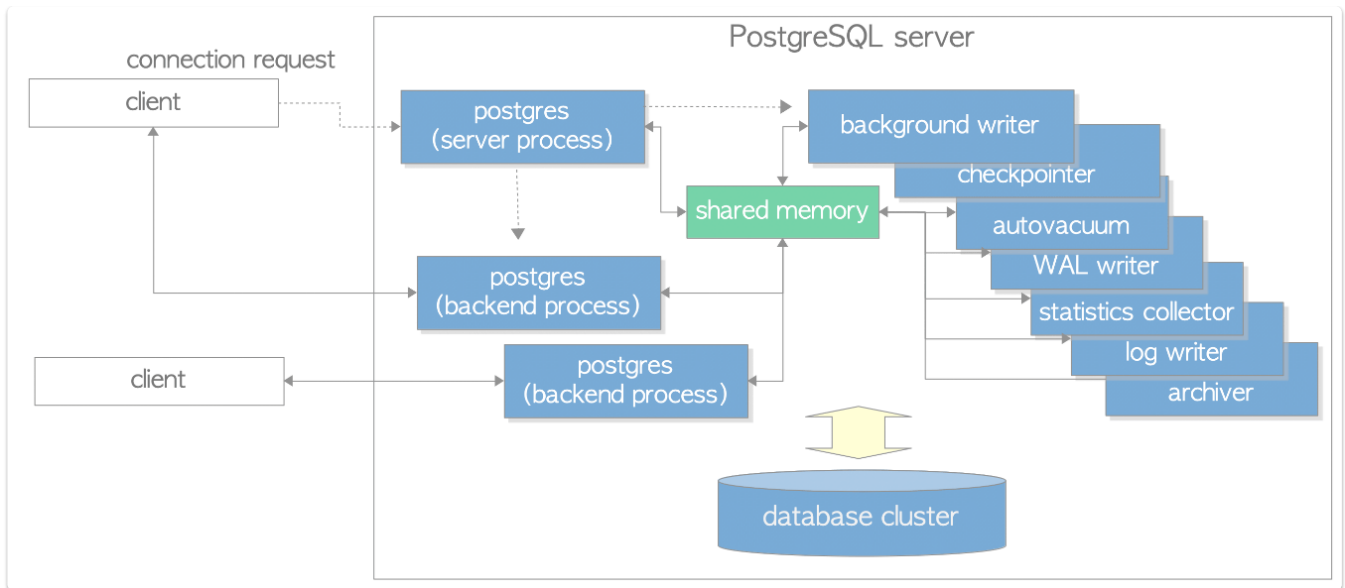 PostgreSQL server
connection request
client
postgres
(server process)
background writer
checkpointer
shared memory
autovacuum
WAL writer
postgres
(backend process)
statistics collector
log writer
client
postgres
(backend process)
archiver
database cluster